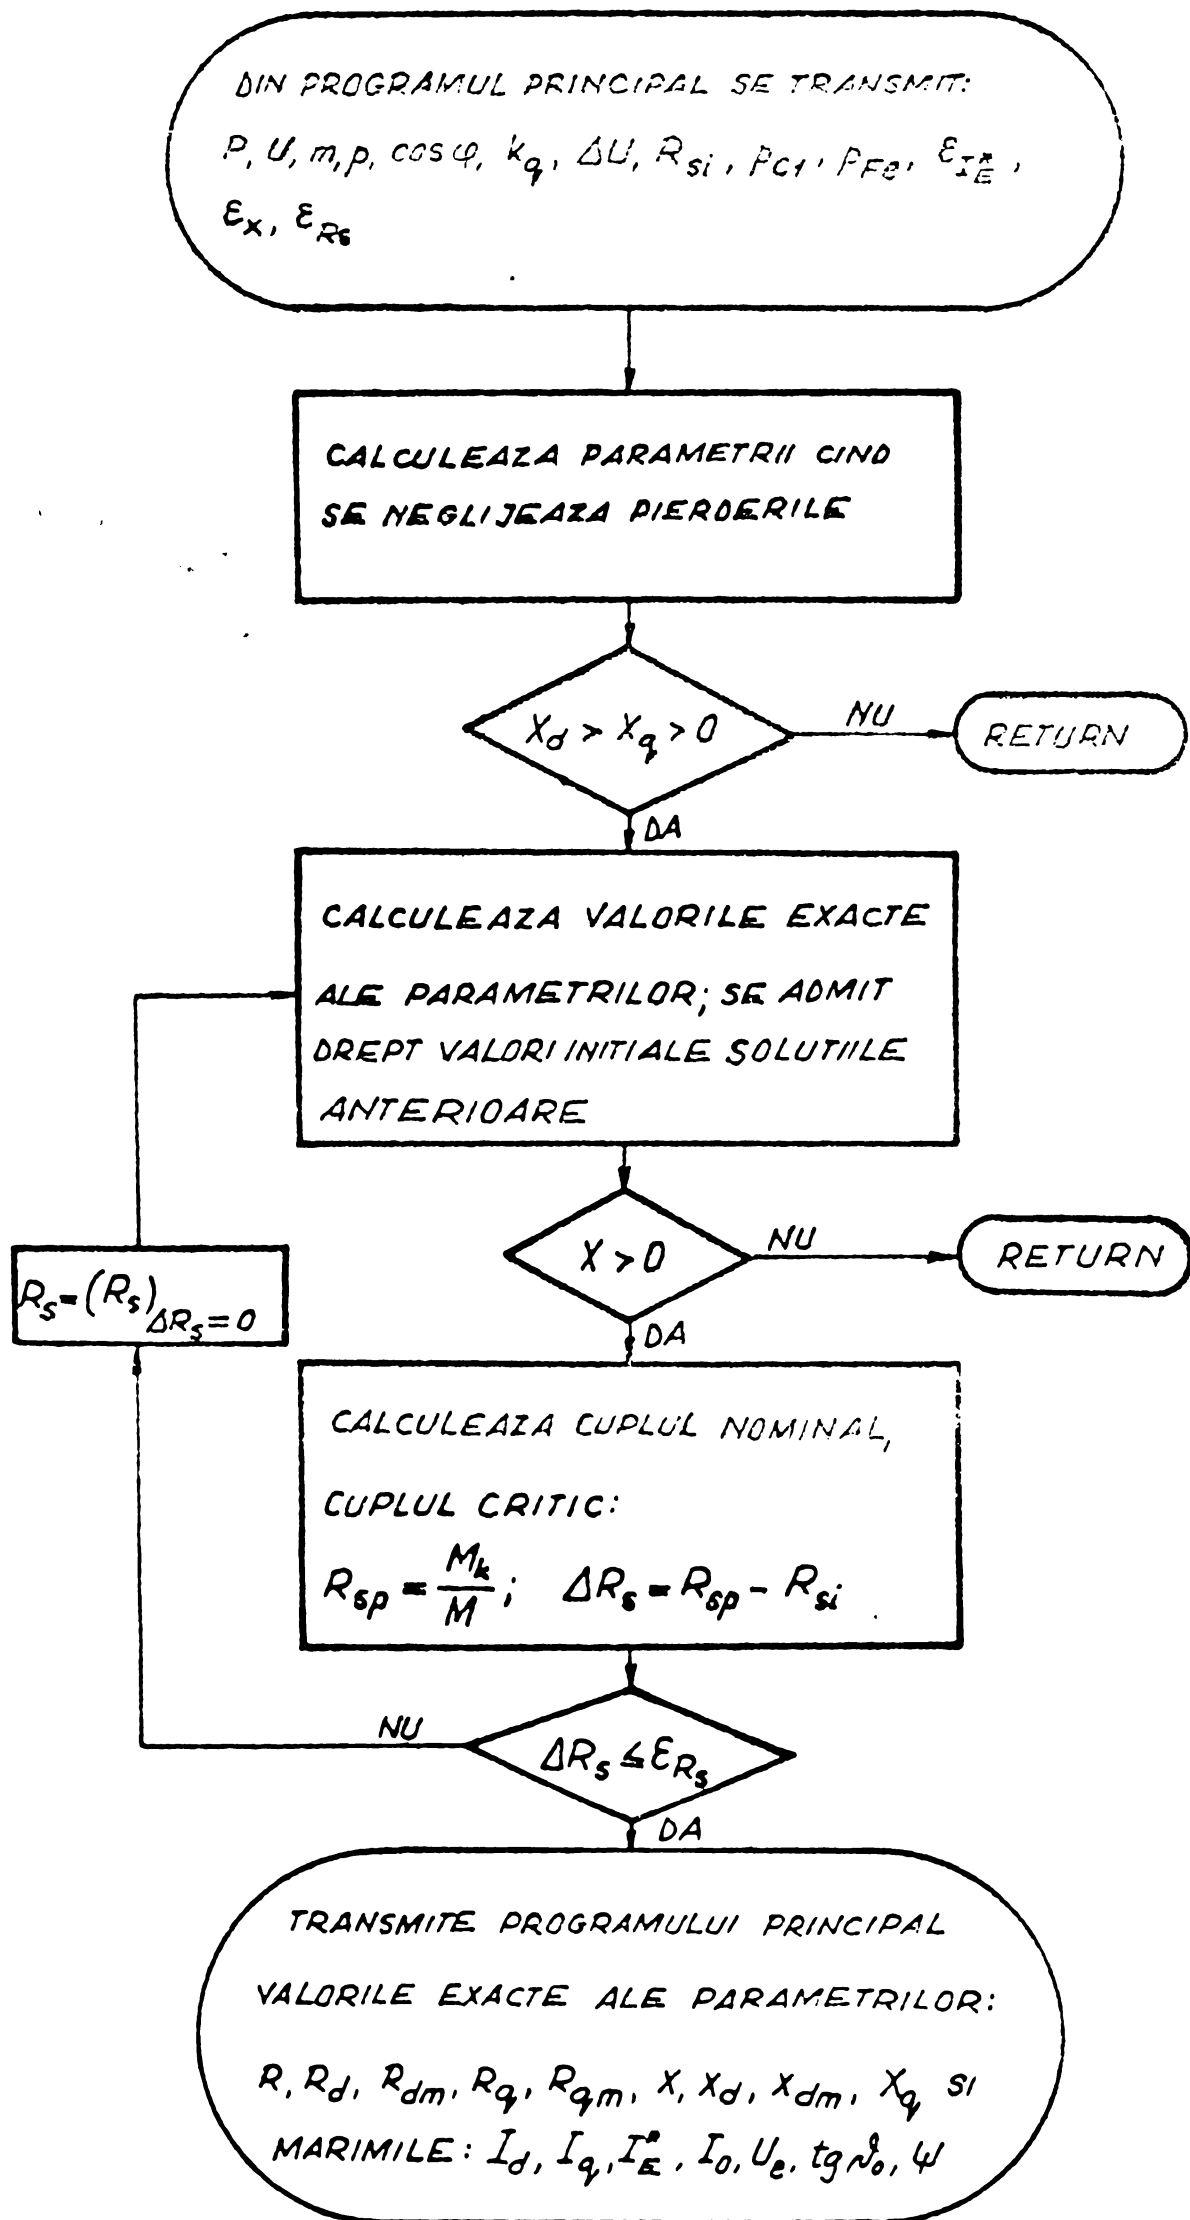 DIN PROGRAMUL PRINCIPAL SE TRANSMIT:
P, U, m, p, cos φ, k_q, ΔU, R_si, p_C1, p_Fe, ε_I_E^*,
ε_x, ε_Rs
CALCULEAZA PARAMETRII CIND
SE NEGLIJEAZA PIERDERILE
X_d > X_q > 0
NU
RETURN
DA
CALCULEAZA VALORILE EXACTE
ALE PARAMETRILOR; SE ADMIT
DREPT VALORI INITIALE SOLUTIILE
ANTERIOARE
X > 0
NU
RETURN
R_s = (R_s)_ΔR_s = 0
DA
CALCULEAZA CUPLUL NOMINAL,
CUPLUL CRITIC:
R_sp = M_k / M; ΔR_s = R_sp - R_si
NU
ΔR_s ≤ ε_R_s
DA
TRANSMITE PROGRAMULUI PRINCIPAL
VALORILE EXACTE ALE PARAMETRILOR:
R, R_d, R_dm, R_q, R_qm, X, X_d, X_dm, X_q SI
MARIMILE: I_d, I_q, I_E^*, I_0, U_e, tg ϑ_0, ψ